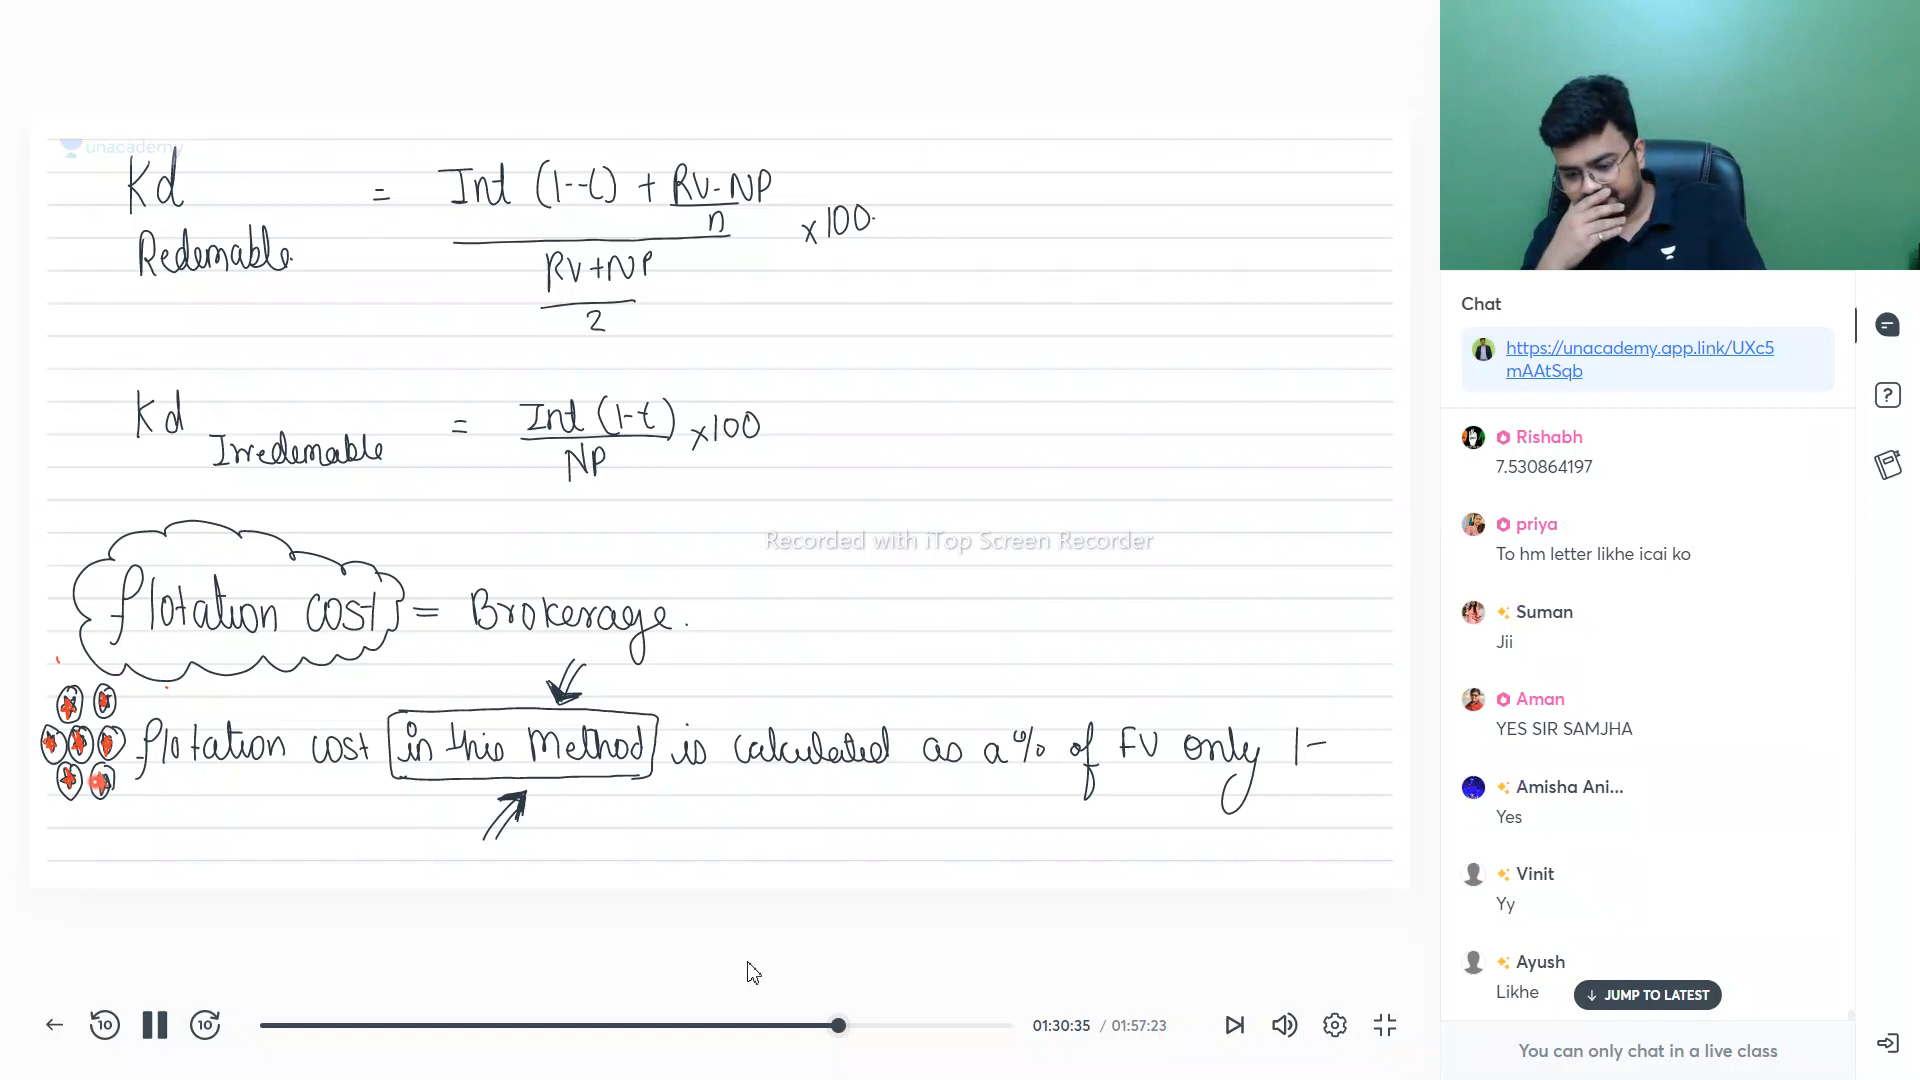 unacademy
Kd = Int (1-t) + RV-NP
n
x100
Redemable.
RV+NP
2
Kd = Int (1-t) x100
Irredemable
NP
Recorded with iTop Screen Recorder
flotation cost = Brokerage.
flotation cost in this Method is calculated as a % of FV only 1-
10
10
01:30:35 / 01:57:23
Chat
https://unacademy.app.link/UXc5
mAAtSqb
Rishabh
7.530864197
priya
To hm letter likhe icai ko
Suman
Jii
Aman
YES SIR SAMJHA
Amisha Ani...
Yes
Vinit
Yy
Ayush
Likhe
JUMP TO LATEST
You can only chat in a live class
?